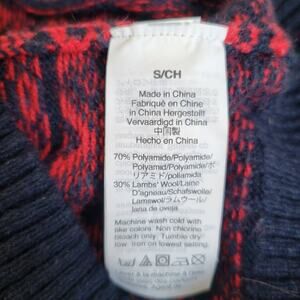 S/CH
Made in China
Fabriqué en Chine
in China Hergestellt
Vervaardigd in China
中国製
Hecho en China
70% Polyamide/Polyamide/
Polyamid/Polyamide/ポ-
リアミド/poliamida
30% Lambs' Wool/Laine
D'agneau/Schafswolle/
Lamswol/ラムウール/
lana de oveja
Machine wash cold with
like colors. Non chlorine
bleach only. Tumble dry
low. Iron on lowest setting.
à la machine à l'eau